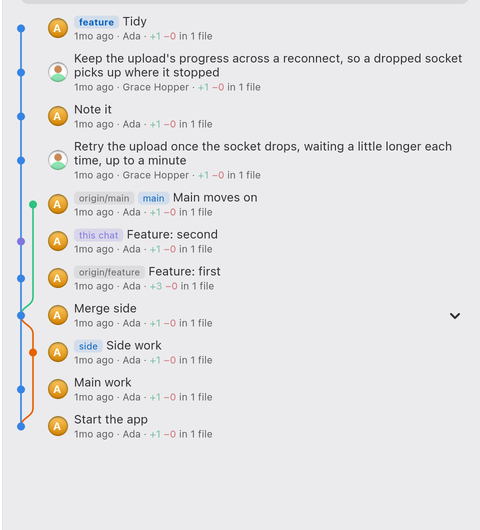 feature Tidy
A 1mo ago · Ada · +1 −0 in 1 file
Keep the upload's progress across a reconnect, so a dropped socket
picks up where it stopped
1mo ago · Grace Hopper · +1 −0 in 1 file
Note it
A 1mo ago · Ada · +1 −0 in 1 file
Retry the upload once the socket drops, waiting a little longer each
time, up to a minute
1mo ago · Grace Hopper · +1 −0 in 1 file
origin/main main Main moves on
A 1mo ago · Ada · +1 −0 in 1 file
this chat Feature: second
A 1mo ago · Ada · +1 −0 in 1 file
origin/feature Feature: first
A 1mo ago · Ada · +3 −0 in 1 file
Merge side
A 1mo ago · Ada · +1 −0 in 1 file
side Side work
A 1mo ago · Ada · +1 −0 in 1 file
Main work
A 1mo ago · Ada · +1 −0 in 1 file
Start the app
A 1mo ago · Ada · +1 −0 in 1 file